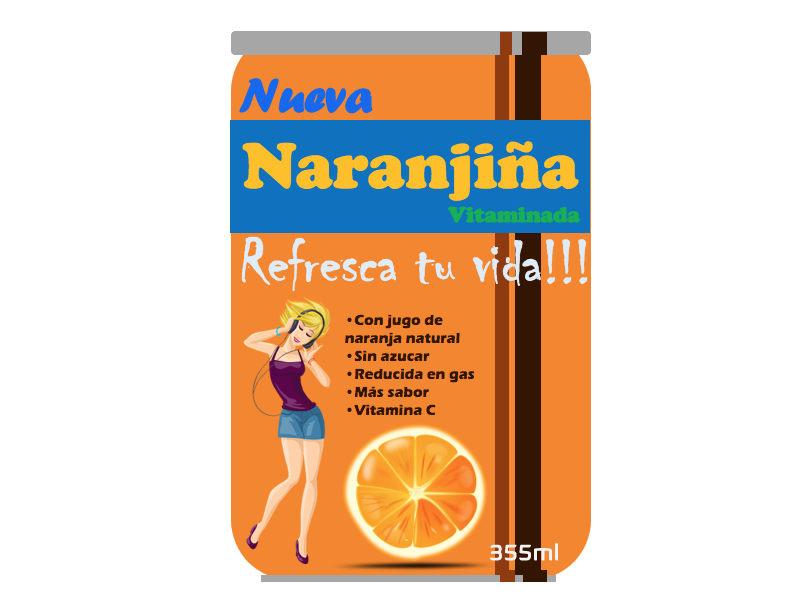 Nueva
Naranjiña
Vitaminada
Refresca tu vida!!!
•Con jugo de
naranja natural
•Sin azucar
•Reducida en gas
•Más sabor
•Vitamina C
355ml